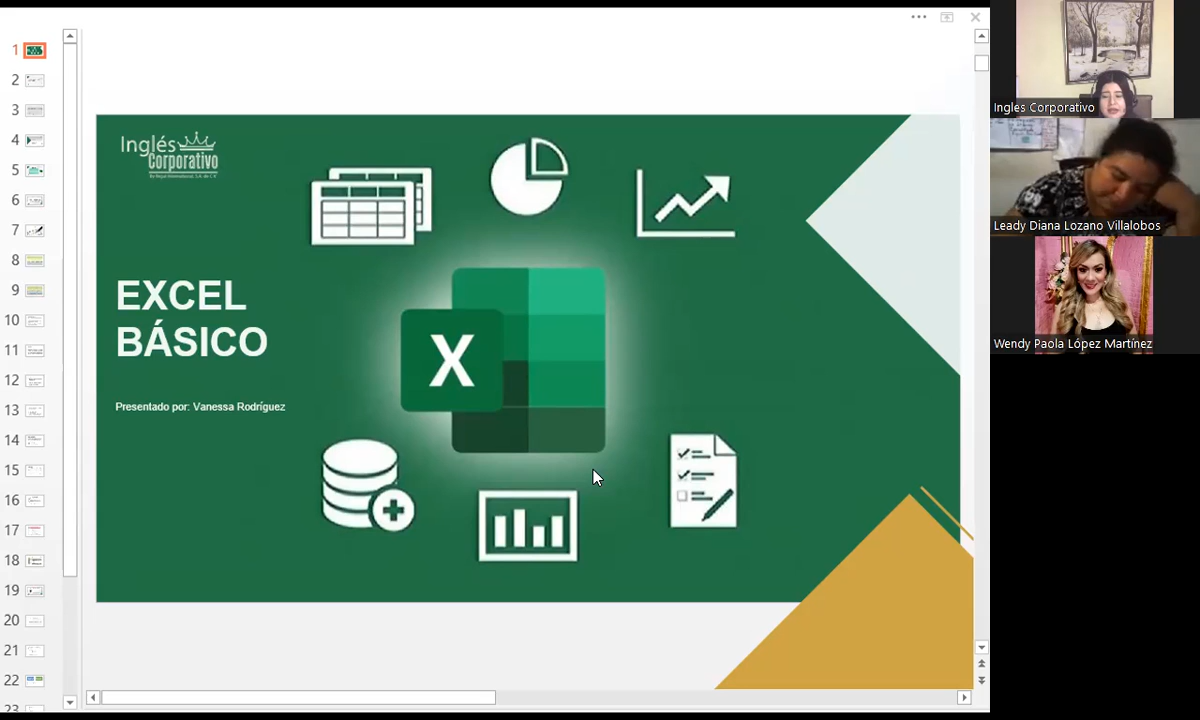 Inglés
Corporativo
EXCEL
BÁSICO
Presentado por: Vanessa Rodríguez
X
1
2
3
4
5
6
7
8
9
10
11
12
13
14
15
16
17
18
19
20
21
22
23
Ingles Corporativo
Leady Diana Lozano Villalobos
Wendy Paola López Martínez